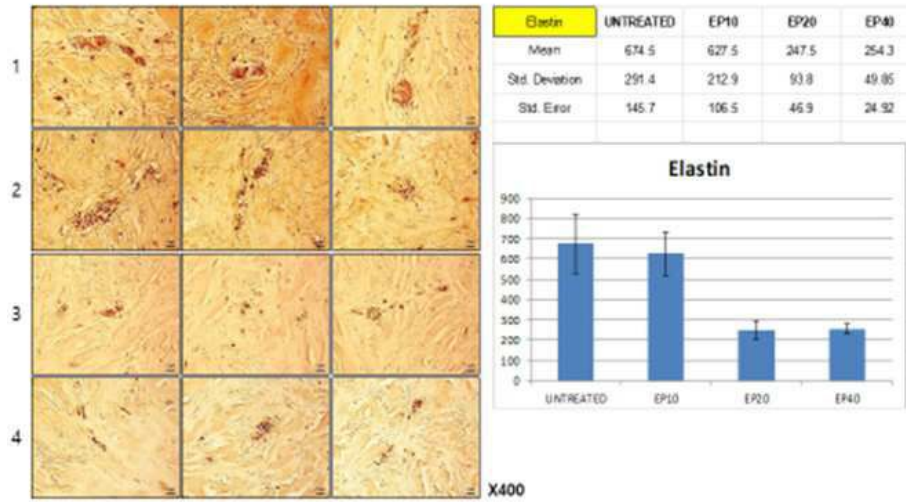 Elastin UNTREATED EP10 EP20 EP40
Mean 674.5 627.5 247.5 254.3
Std. Deviation 291.4 212.9 93.8 49.85
Std. Error 145.7 106.5 46.9 24.92
1
2
3
4
Elastin
900
800
700
600
500
400
300
200
100
0
UNTREATED EP10 EP20 EP40
X400